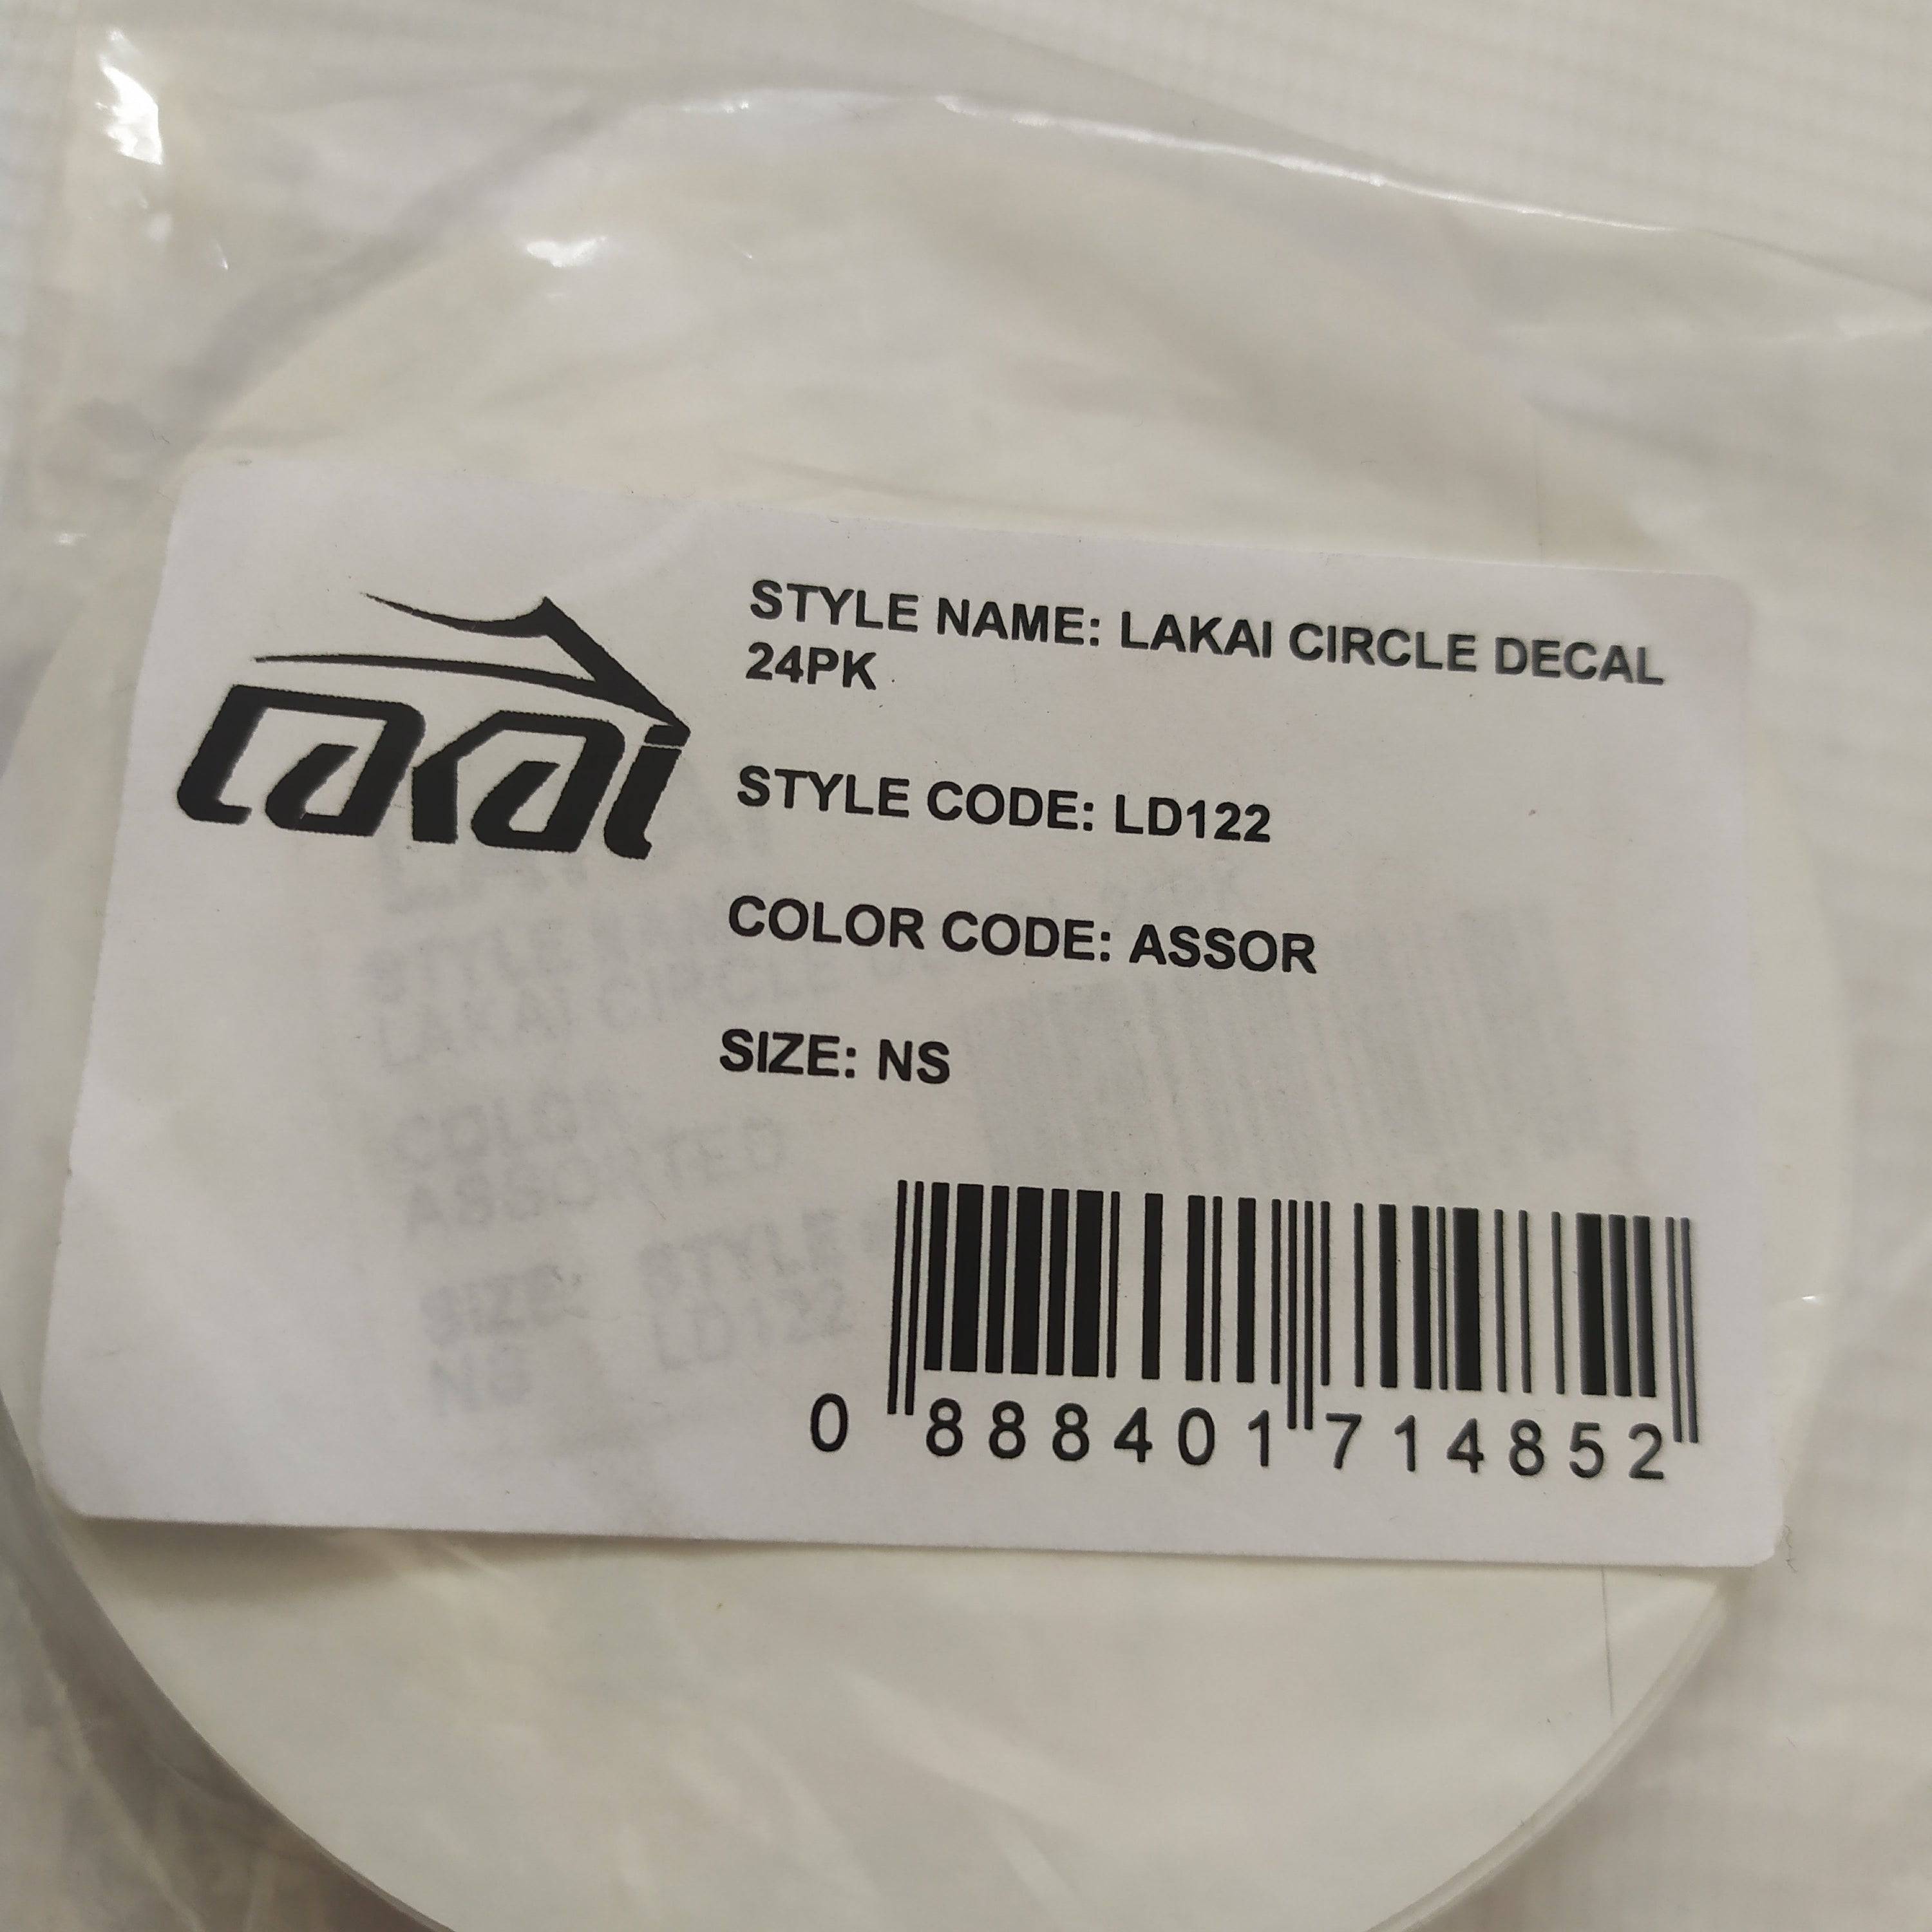 Lakai
STYLE NAME: LAKAI CIRCLE DECAL
24PK
STYLE CODE: LD122
COLOR CODE: ASSOR
SIZE: NS
0 888401 714852